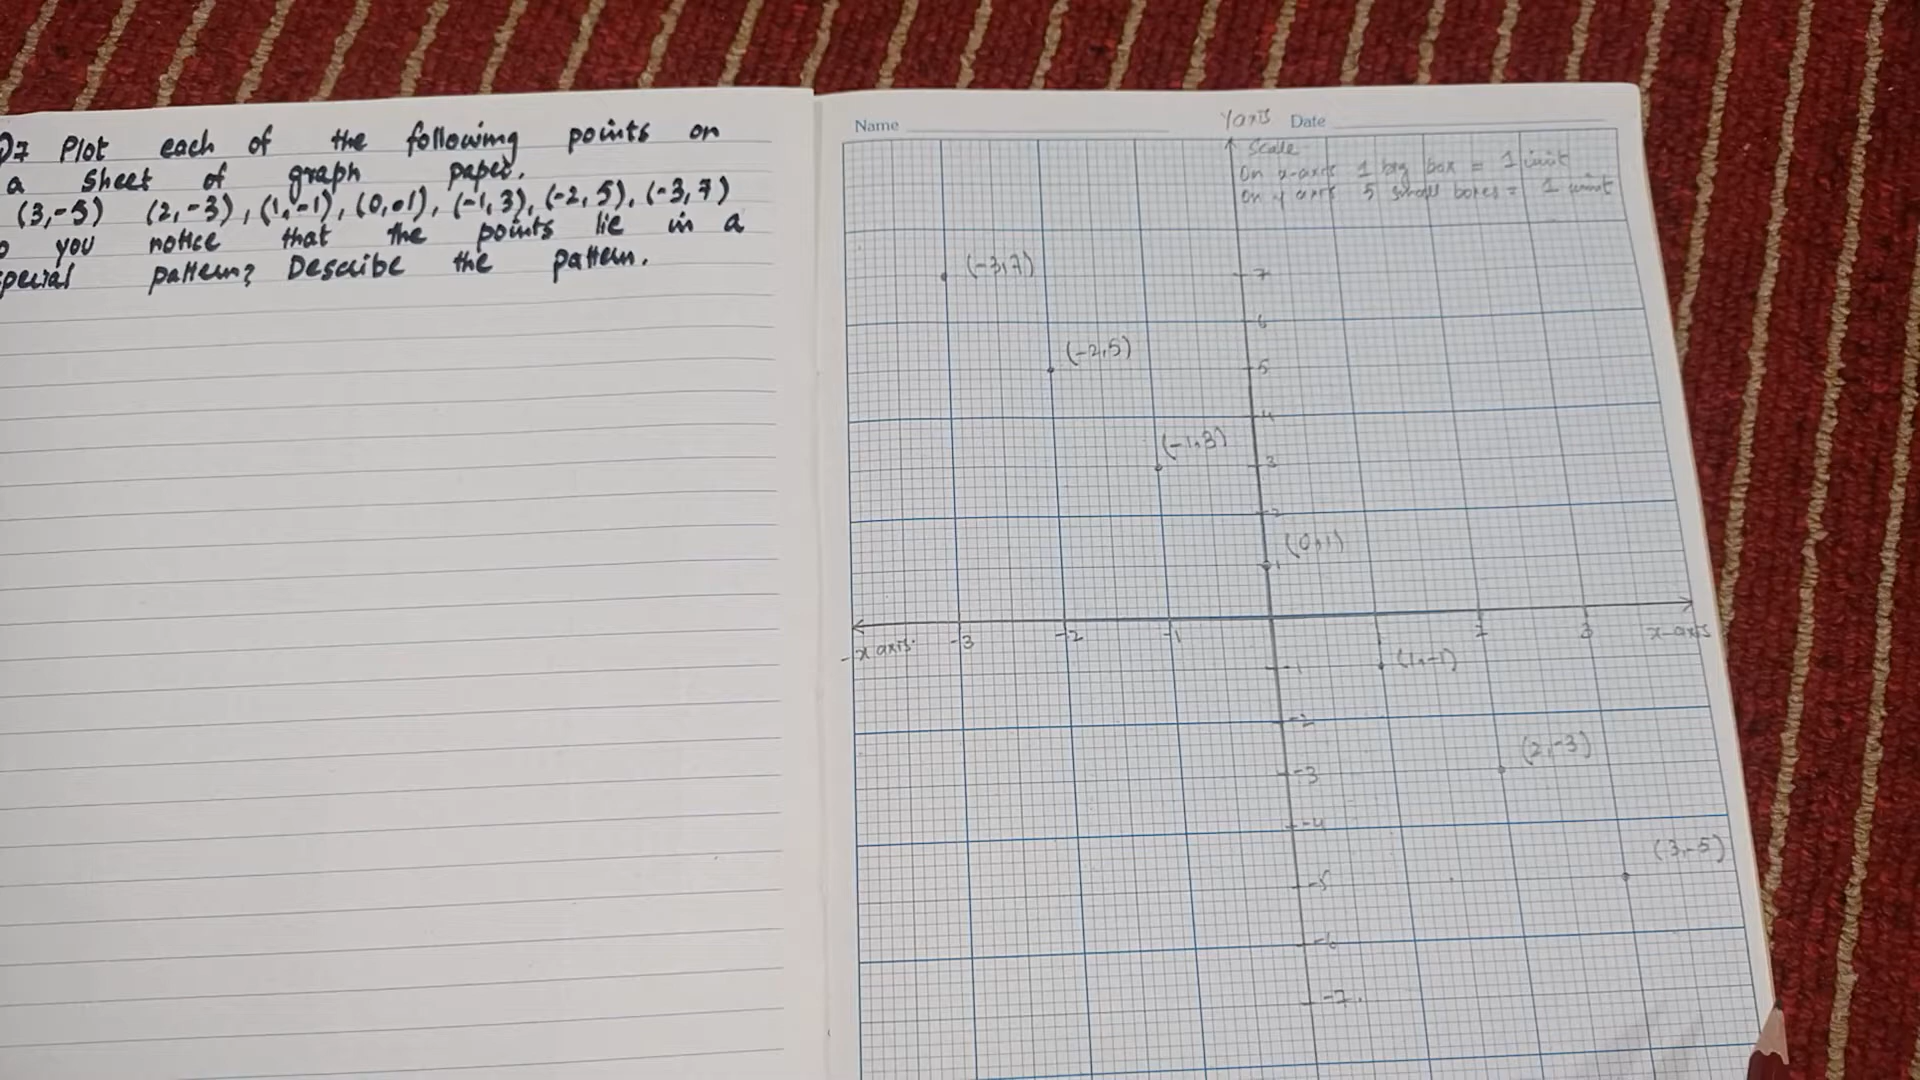 Q7 Plot each of the following points on
a sheet of graph paper.
(3,-5) (2,-3), (1,-1), (0,1), (-1,3), (-2,5), (-3,7)
you notice that the points lie in a
pecial pattern? Describe the pattern.
Name
Yaxis
Date
Scale
On x-axis 1 big box = 1 unit
On y axis 5 small boxes = 1 unit
(-3,7)
7
6
(-2,5)
5
4
(-1,3)
3
2
(0,1)
1
-x axis
-3
-2
-1
2
3
x-axis
-1
(1,-1)
-2
(2,-3)
-3
-4
(3,-5)
-5
-6
-7